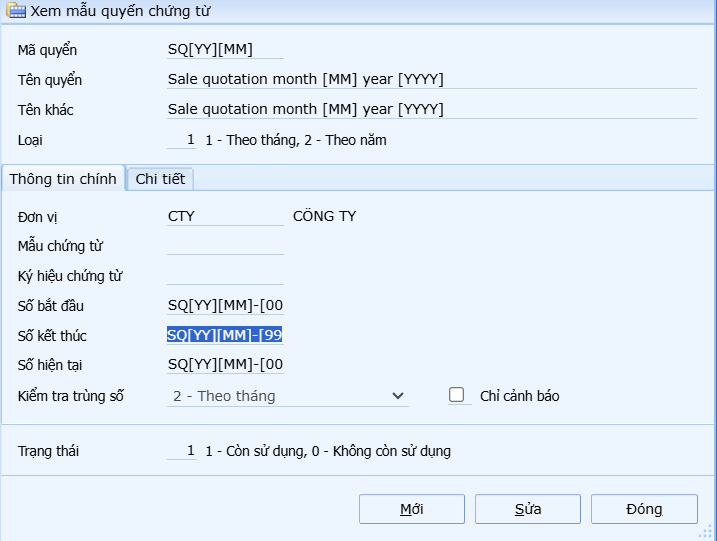 Xem mẫu quyển chứng từ
Mã quyển SQ[YY][MM]
Tên quyển Sale quotation month [MM] year [YYYY]
Tên khác Sale quotation month [MM] year [YYYY]
Loại 1 1 - Theo tháng, 2 - Theo năm
Thông tin chính Chi tiết
Đơn vị CTY CÔNG TY
Mẫu chứng từ
Ký hiệu chứng từ
Số bắt đầu SQ[YY][MM]-[00
Số kết thúc SQ[YY][MM]-[99
Số hiện tại SQ[YY][MM]-[00
Kiểm tra trùng số 2 - Theo tháng Chỉ cảnh báo
Trạng thái 1 1 - Còn sử dụng, 0 - Không còn sử dụng
Mới Sửa Đóng